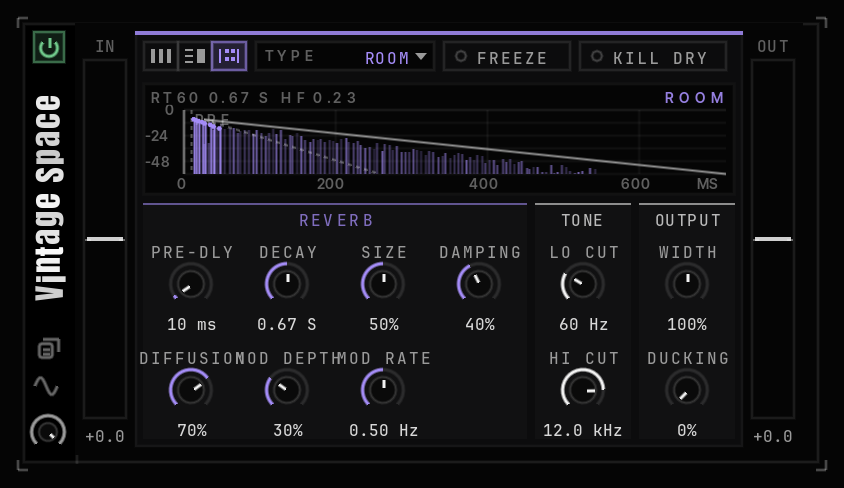 IN
OUT
Vintage Space
TYPE
ROOM
FREEZE
KILL DRY
RT60 0.67 S HF 0.23
ROOM
PRE
0
-24
-48
0
200
400
600
MS
REVERB
TONE
OUTPUT
PRE-DLY
DECAY
SIZE
DAMPING
LO CUT
WIDTH
10 ms
0.67 S
50%
40%
60 Hz
100%
DIFFUSION
MOD DEPTH
MOD RATE
HI CUT
DUCKING
70%
30%
0.50 Hz
12.0 kHz
0%
+0.0
+0.0